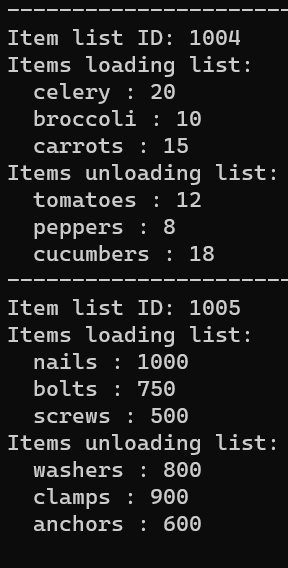 -----------------------
Item list ID: 1004
Items loading list:
  celery : 20
  broccoli : 10
  carrots : 15
Items unloading list:
  tomatoes : 12
  peppers : 8
  cucumbers : 18
-----------------------
Item list ID: 1005
Items loading list:
  nails : 1000
  bolts : 750
  screws : 500
Items unloading list:
  washers : 800
  clamps : 900
  anchors : 600